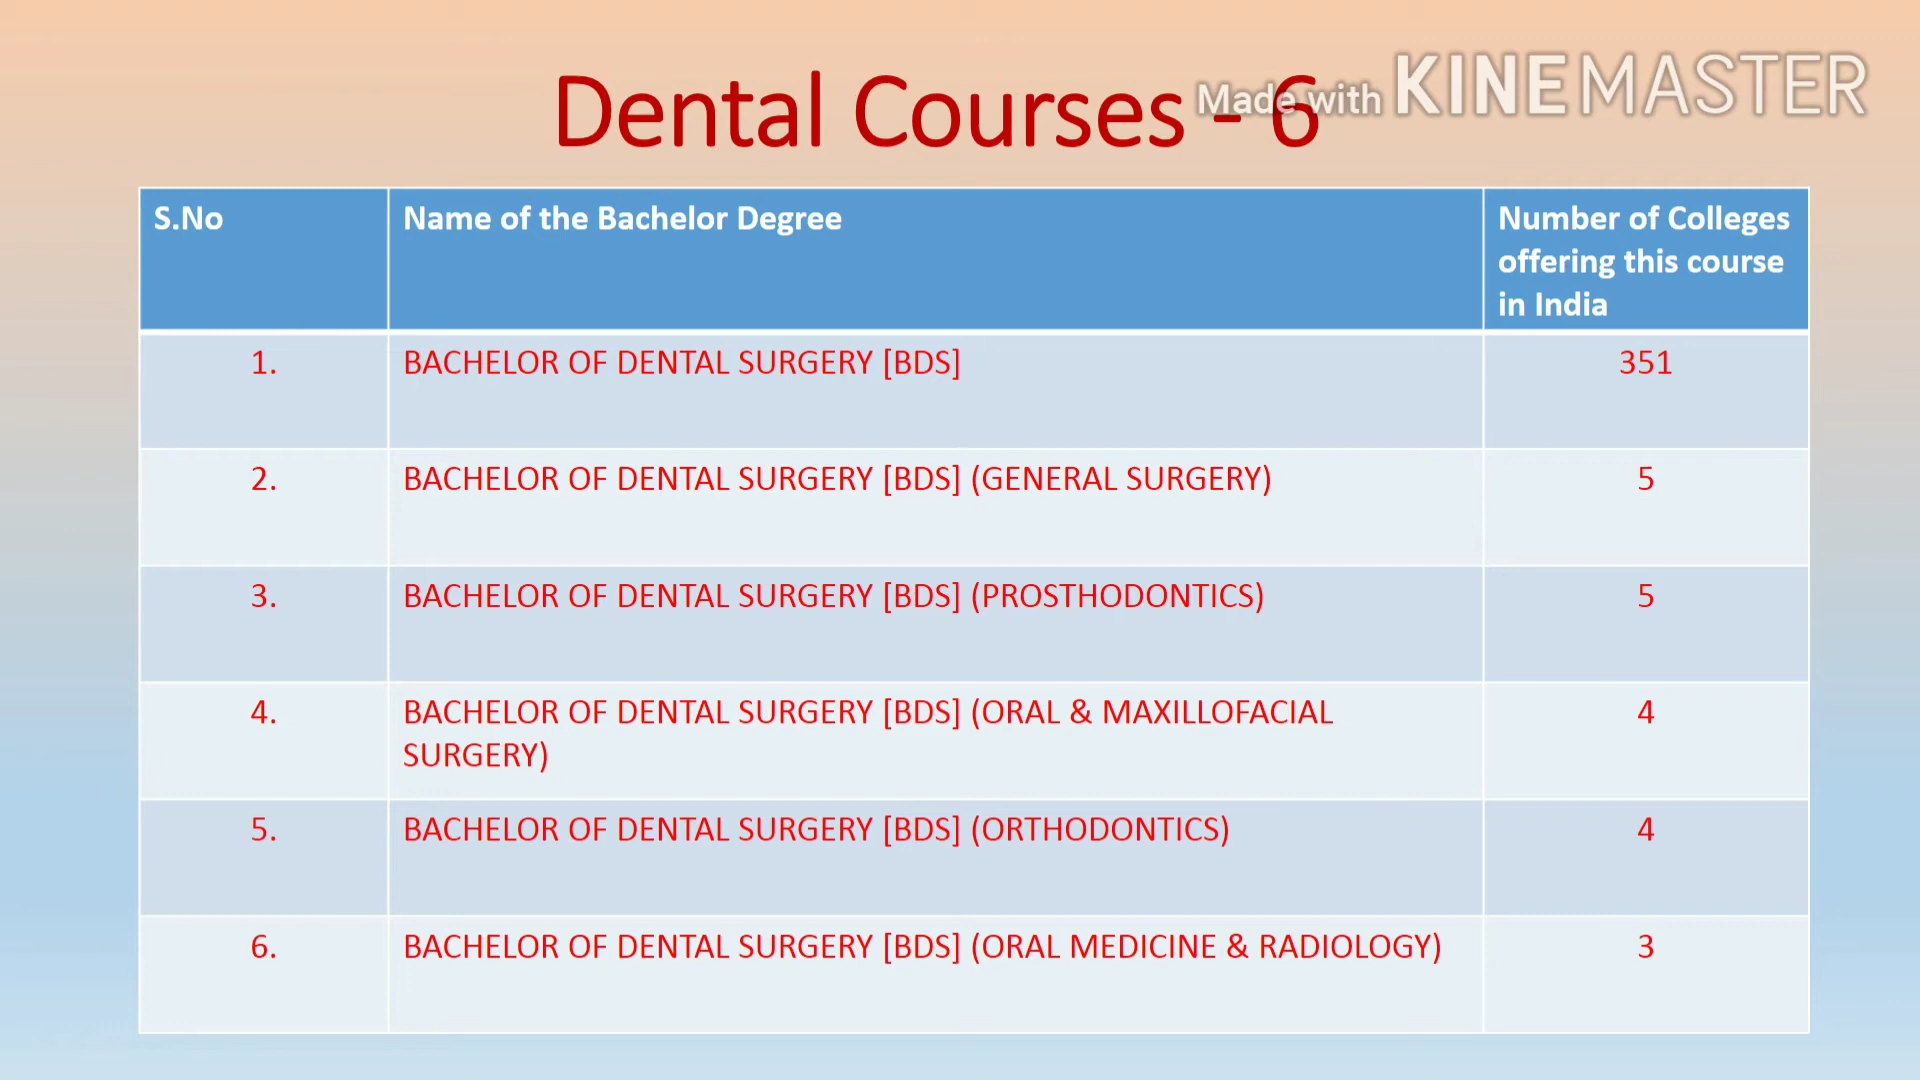 Dental Courses - 6
Made with KINEMASTER
S.No
Name of the Bachelor Degree
Number of Colleges
offering this course
in India
1.
BACHELOR OF DENTAL SURGERY [BDS]
351
2.
BACHELOR OF DENTAL SURGERY [BDS] (GENERAL SURGERY)
5
3.
BACHELOR OF DENTAL SURGERY [BDS] (PROSTHODONTICS)
5
4.
BACHELOR OF DENTAL SURGERY [BDS] (ORAL & MAXILLOFACIAL
SURGERY)
4
5.
BACHELOR OF DENTAL SURGERY [BDS] (ORTHODONTICS)
4
6.
BACHELOR OF DENTAL SURGERY [BDS] (ORAL MEDICINE & RADIOLOGY)
3